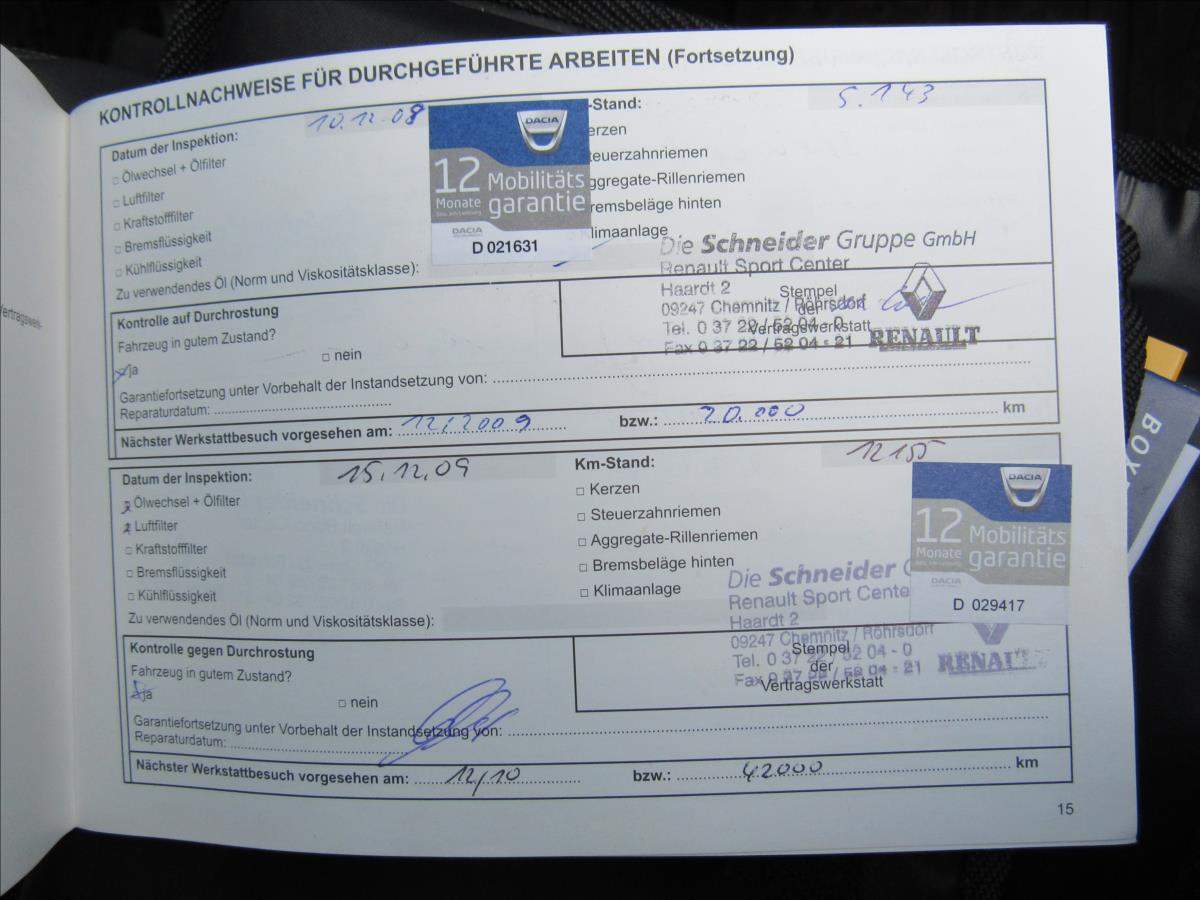 KONTROLLNACHWEISE FÜR DURCHGEFÜHRTE ARBEITEN (Fortsetzung)
Datum der Inspektion: 10.12.08
-Stand: 5.143
Ölwechsel + Ölfilter
erzen
Luftfilter
teuerzahnriemen
Kraftstofffilter
ggregate-Rillenriemen
Bremsflüssigkeit
remsbeläge hinten
Kühlflüssigkeit
limaanlage
Zu verwendendes Öl (Norm und Viskositätsklasse):
DACIA
12 Mobilitäts
Monate garantie
DACIA
D 021631
Die Schneider Gruppe GmbH
Renault Sport Center
Haardt 2
09247 Chemnitz / Röhrsdorf
Tel. 0 37 22 / 52 04 - 0
Fax 0 37 22 / 52 04 - 21
RENAULT
Stempel
der
Vertragswerkstatt
Kontrolle auf Durchrostung
Fahrzeug in gutem Zustand?
ja
nein
Garantiefortsetzung unter Vorbehalt der Instandsetzung von:
Reparaturdatum:
Nächster Werkstattbesuch vorgesehen am: 12/2009 bzw.: 20.000 km
Datum der Inspektion: 15.12.09
Km-Stand: 12155
Ölwechsel + Ölfilter
Kerzen
Luftfilter
Steuerzahnriemen
Kraftstofffilter
Aggregate-Rillenriemen
Bremsflüssigkeit
Bremsbeläge hinten
Kühlflüssigkeit
Klimaanlage
Zu verwendendes Öl (Norm und Viskositätsklasse):
DACIA
12 Mobilitäts
Monate garantie
DACIA
D 029417
Die Schneider G
Renault Sport Cente
Haardt 2
09247 Chemnitz / Röhrsdorf
Tel. 0 37 22 / 52 04 - 0
Fax 0 37 22 / 52 04 - 21
RENAUL
Stempel
der
Vertragswerkstatt
Kontrolle gegen Durchrostung
Fahrzeug in gutem Zustand?
ja
nein
Garantiefortsetzung unter Vorbehalt der Instandsetzung von:
Reparaturdatum:
Nächster Werkstattbesuch vorgesehen am: 12/10 bzw.: 42000 km
15
BOX